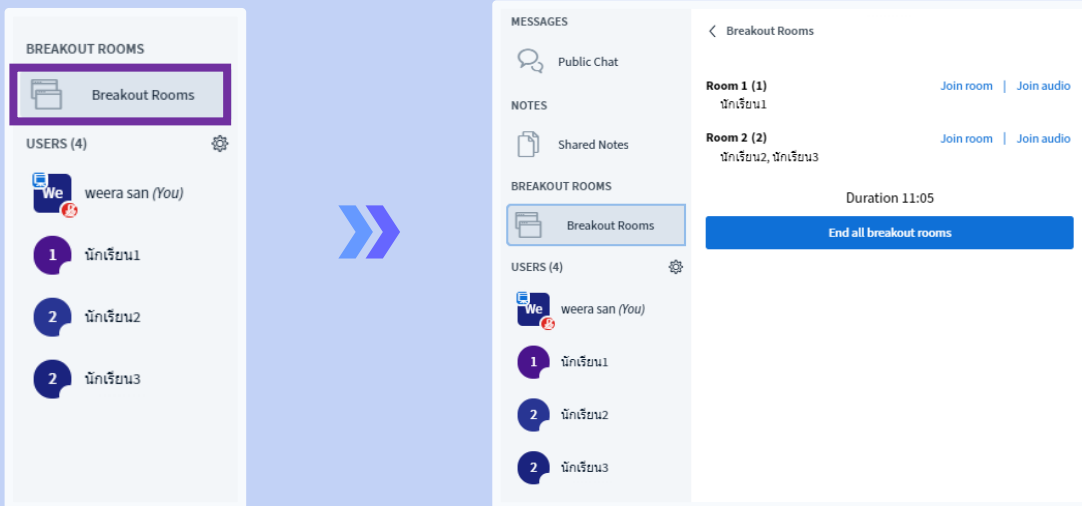 BREAKOUT ROOMS
Breakout Rooms
USERS (4)
We
weera san (You)
1
นักเรียน1
2
นักเรียน2
2
นักเรียน3
MESSAGES
Public Chat
NOTES
Shared Notes
BREAKOUT ROOMS
Breakout Rooms
USERS (4)
We
weera san (You)
1
นักเรียน1
2
นักเรียน2
2
นักเรียน3
Breakout Rooms
Room 1 (1) Join room | Join audio
นักเรียน1
Room 2 (2) Join room | Join audio
นักเรียน2, นักเรียน3
Duration 11:05
End all breakout rooms